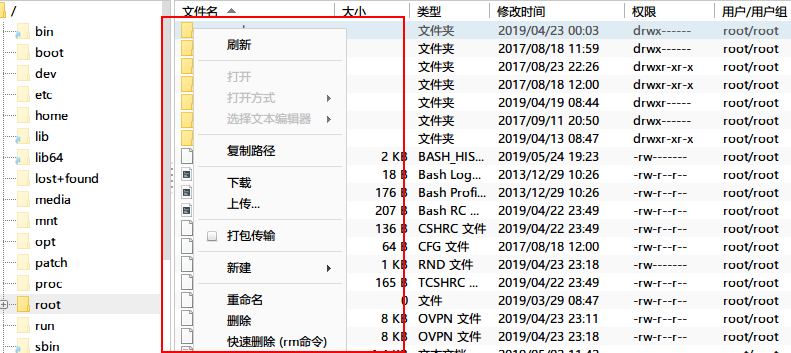 /
bin
boot
dev
etc
home
lib
lib64
lost+found
media
mnt
opt
patch
proc
root
run
sbin
文件名 大小 类型 修改时间 权限 用户/用户组
文件夹 2019/04/23 00:03 drwx------ root/root
文件夹 2017/08/18 11:59 drwx------ root/root
文件夹 2017/08/23 22:26 drwxr-xr-x root/root
文件夹 2017/08/18 12:00 drwx------ root/root
文件夹 2019/04/19 08:44 drwx------ root/root
文件夹 2017/09/11 20:50 drwx------ root/root
文件夹 2019/04/13 08:47 drwxr-xr-x root/root
2 KB BASH_HIS... 2019/05/24 19:23 -rw------- root/root
18 B Bash Log... 2013/12/29 10:26 -rw-r--r-- root/root
176 B Bash Profi... 2013/12/29 10:26 -rw-r--r-- root/root
207 B Bash RC ... 2019/04/22 23:49 -rw-r--r-- root/root
136 B CSHRC 文件 2019/04/22 23:49 -rw-r--r-- root/root
64 B CFG 文件 2017/08/18 12:00 -rw-r--r-- root/root
1 KB RND 文件 2019/04/23 23:18 -rw------- root/root
165 B TCSHRC ... 2019/04/22 23:49 -rw-r--r-- root/root
0 文件 2019/03/29 08:47 -rw-r--r-- root/root
8 KB OVPN 文件 2019/04/23 23:11 -rw-r--r-- root/root
8 KB OVPN 文件 2019/04/23 23:18 -rw-r--r-- root/root
刷新
打开
打开方式
选择文本编辑器
复制路径
下载
上传...
打包传输
新建
重命名
删除
快速删除 (rm命令)